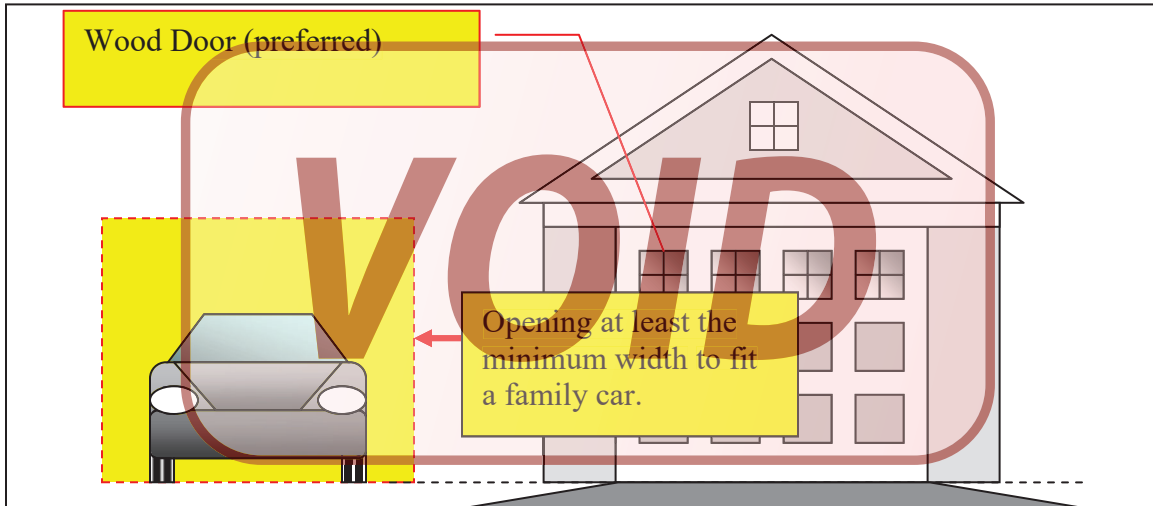 Wood Door (preferred)
VOID
Opening at least the
minimum width to fit
a family car.